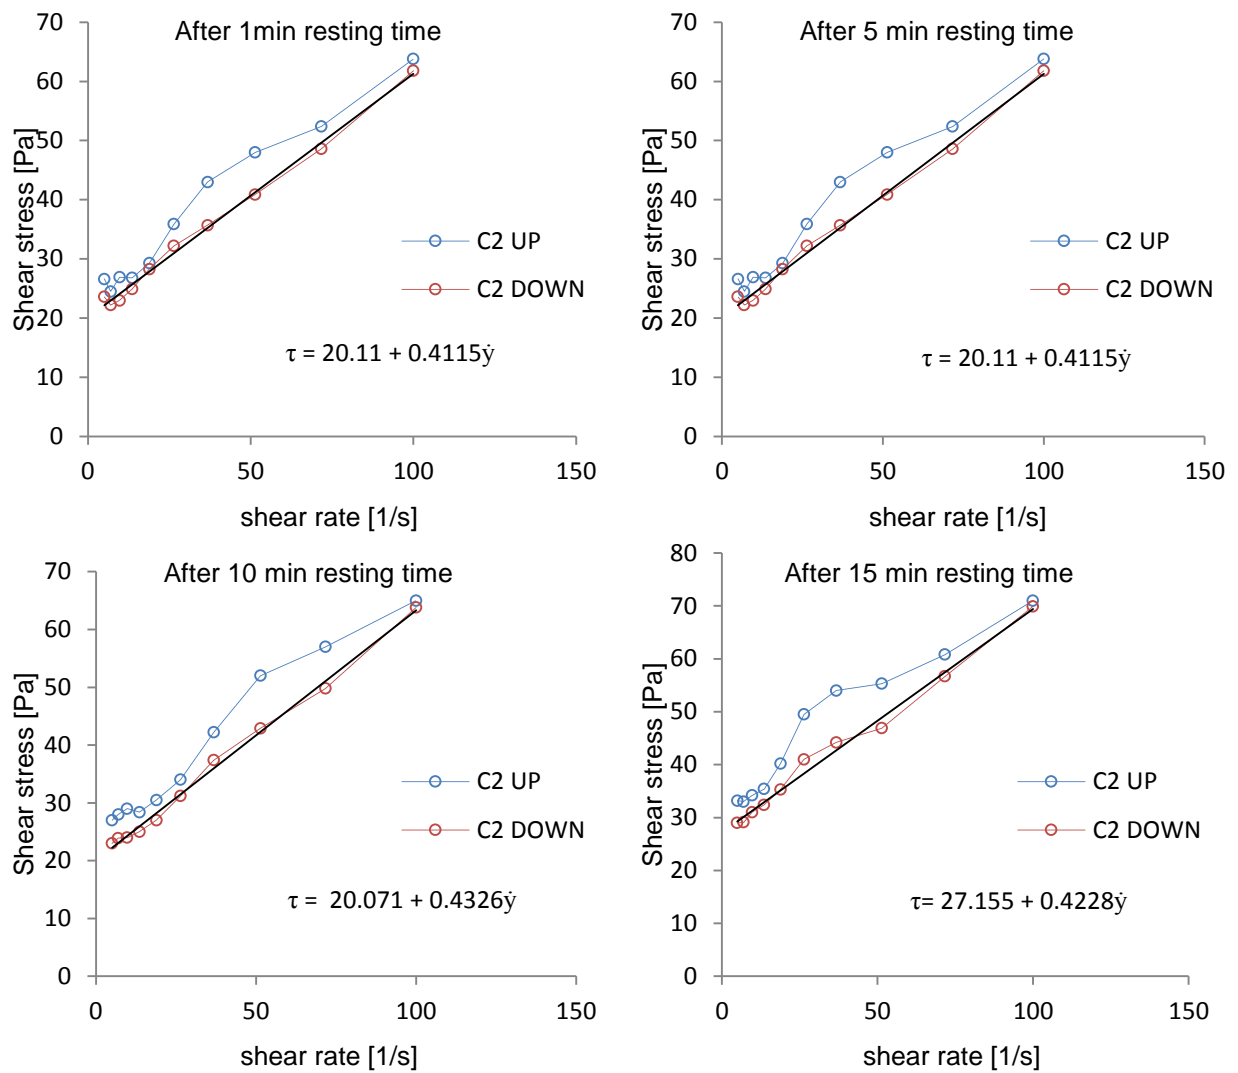 After 1min resting time
70
60
50
40
30
20
10
0
Shear stress [Pa]
C2 UP
C2 DOWN
τ = 20.11 + 0.4115ẏ
0 50 100 150
shear rate [1/s]
After 5 min resting time
70
60
50
40
30
20
10
0
Shear stress [Pa]
C2 UP
C2 DOWN
τ = 20.11 + 0.4115ẏ
0 50 100 150
shear rate [1/s]
After 10 min resting time
70
60
50
40
30
20
10
0
Shear stress [Pa]
C2 UP
C2 DOWN
τ = 20.071 + 0.4326ẏ
0 50 100 150
shear rate [1/s]
After 15 min resting time
80
70
60
50
40
30
20
10
0
Shear stress [Pa]
C2 UP
C2 DOWN
τ= 27.155 + 0.4228ẏ
0 50 100 150
shear rate [1/s]